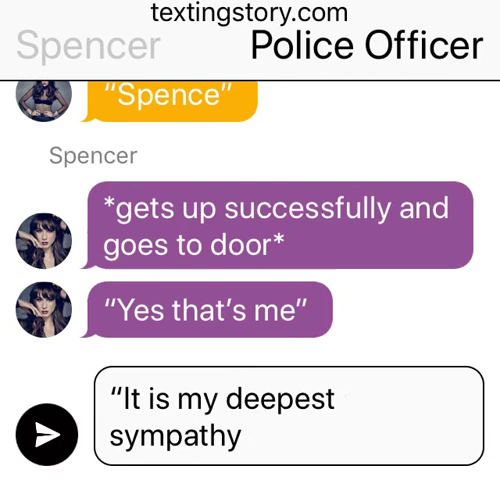 textingstory.com
Spencer Police Officer
"Spence"
Spencer
*gets up successfully and
goes to door*
"Yes that's me"
"It is my deepest
sympathy